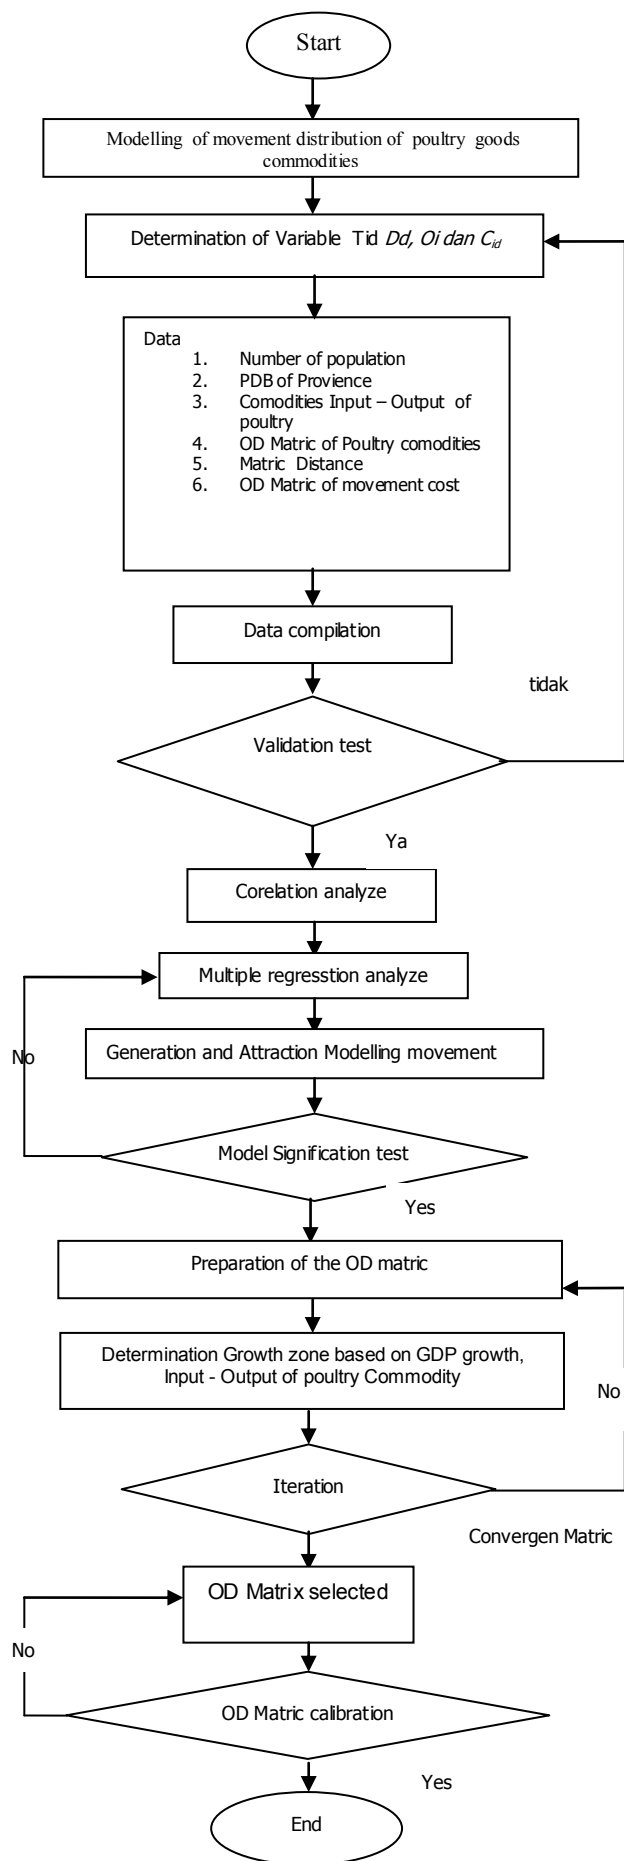 Start
Modelling of movement distribution of poultry goods
commodities
Determination of Variable Tid Dd, Oi dan Cid
Data
1. Number of population
2. PDB of Provience
3. Comodities Input – Output of
poultry
4. OD Matric of Poultry comodities
5. Matric Distance
6. OD Matric of movement cost
Data compilation
tidak
Validation test
Ya
Corelation analyze
Multiple regresstion analyze
No
Generation and Attraction Modelling movement
Model Signification test
Yes
Preparation of the OD matric
Determination Growth zone based on GDP growth,
Input - Output of poultry Commodity
No
Iteration
Convergen Matric
OD Matrix selected
No
OD Matric calibration
Yes
End